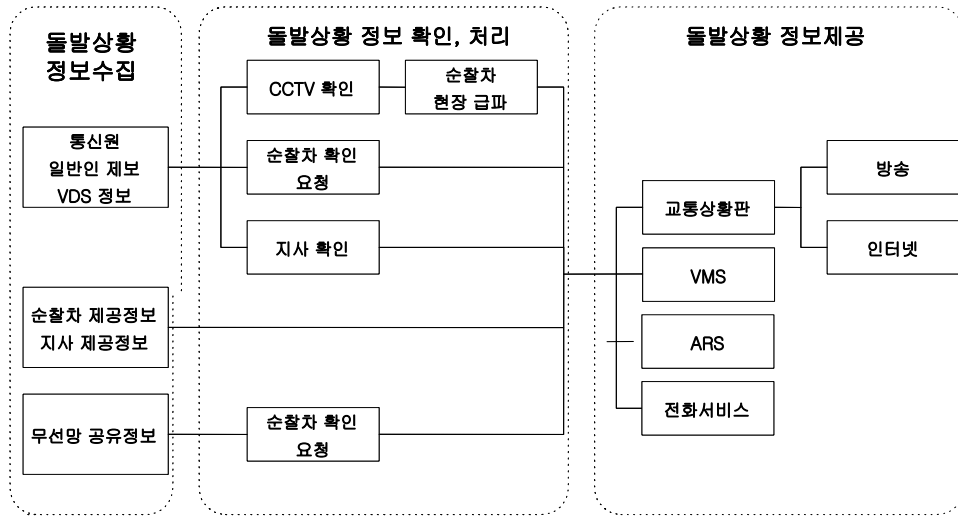 돌발상황
정보수집
통신원
일반인 제보
VDS 정보
순찰차 제공정보
지사 제공정보
무선망 공유정보
돌발상황 정보 확인, 처리
CCTV 확인
순찰차
현장 급파
순찰차 확인
요청
지사 확인
순찰차 확인
요청
돌발상황 정보제공
교통상황판
VMS
ARS
전화서비스
방송
인터넷